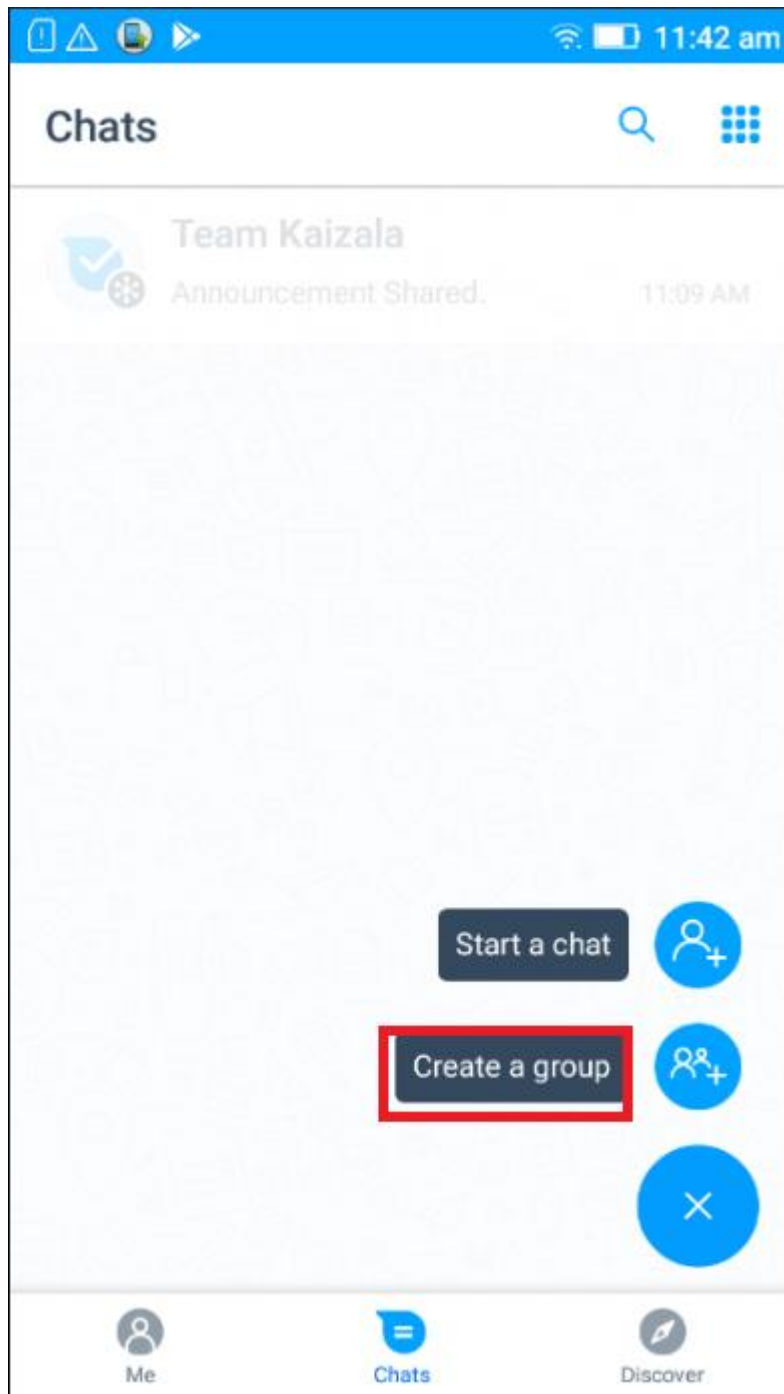 11:42 am
Chats
Team Kaizala
Announcement Shared.
11:09 AM
Start a chat
Create a group
Me
Chats
Discover